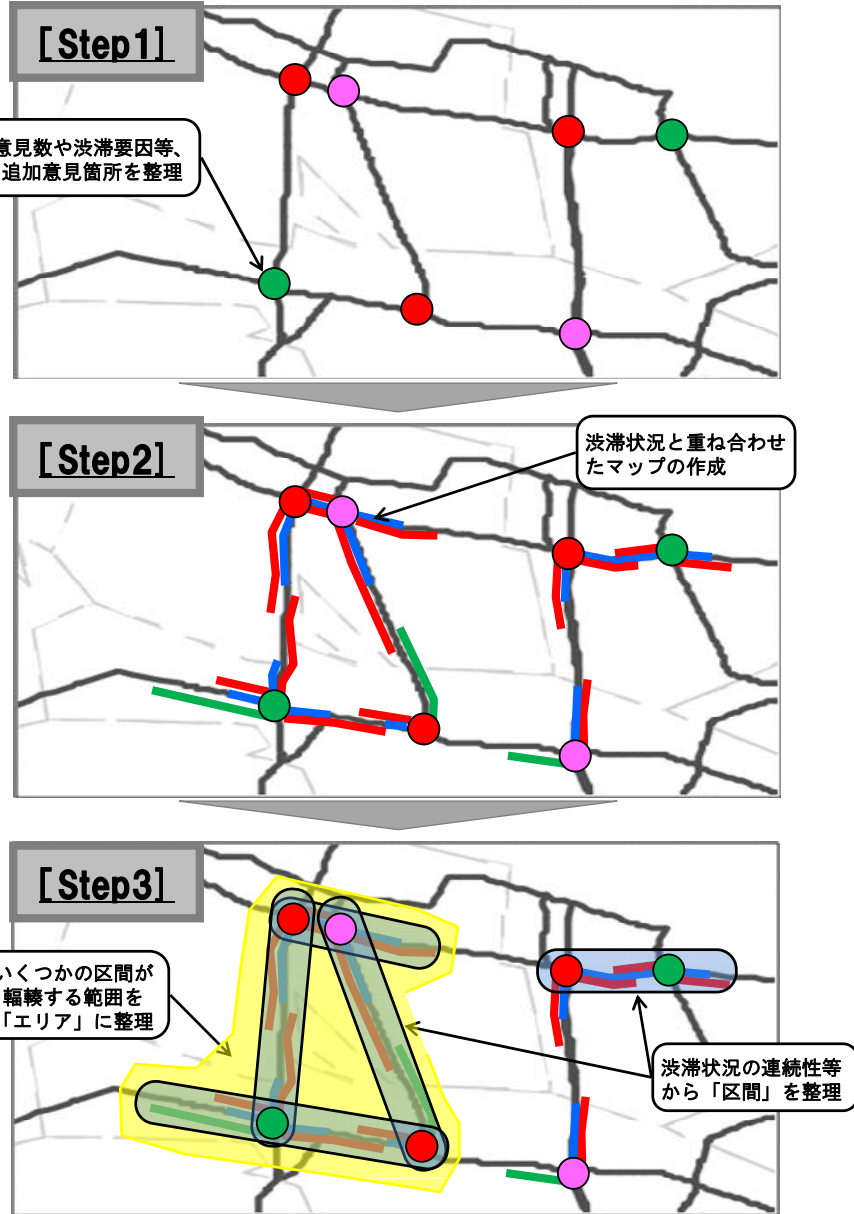 [Step1]
意見数や渋滞要因等、
追加意見箇所を整理
[Step2]
渋滞状況と重ね合わせ
たマップの作成
[Step3]
いくつかの区間が
輻輳する範囲を
「エリア」に整理
渋滞状況の連続性等
から「区間」を整理